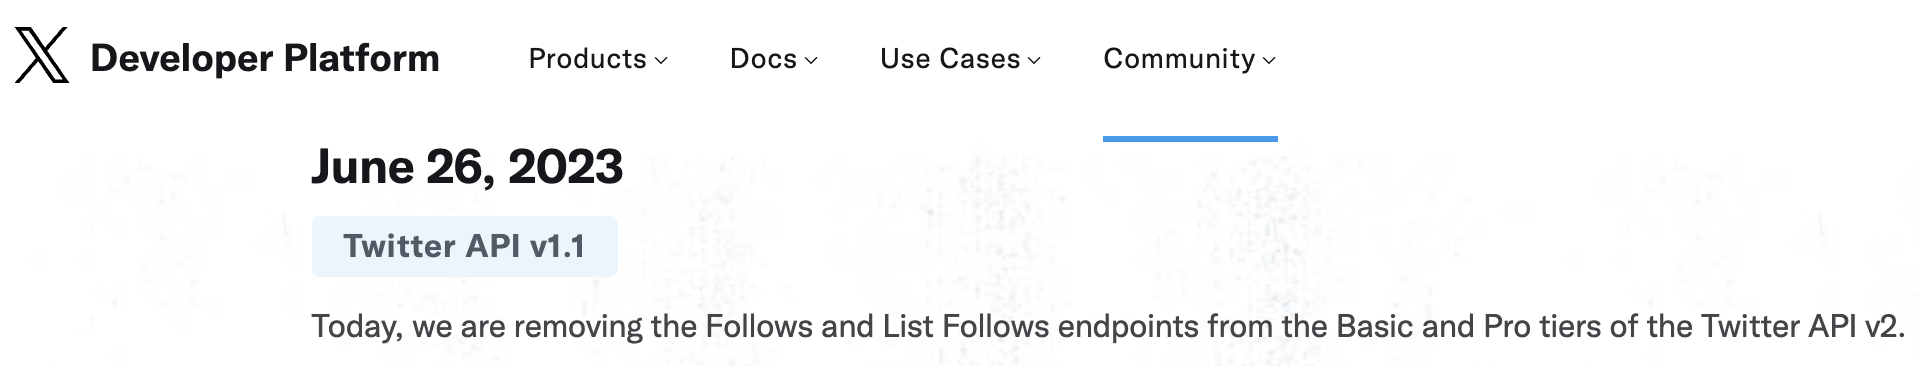 Developer Platform Products Docs Use Cases Community
June 26, 2023
Twitter API v1.1
Today, we are removing the Follows and List Follows endpoints from the Basic and Pro tiers of the Twitter API v2.